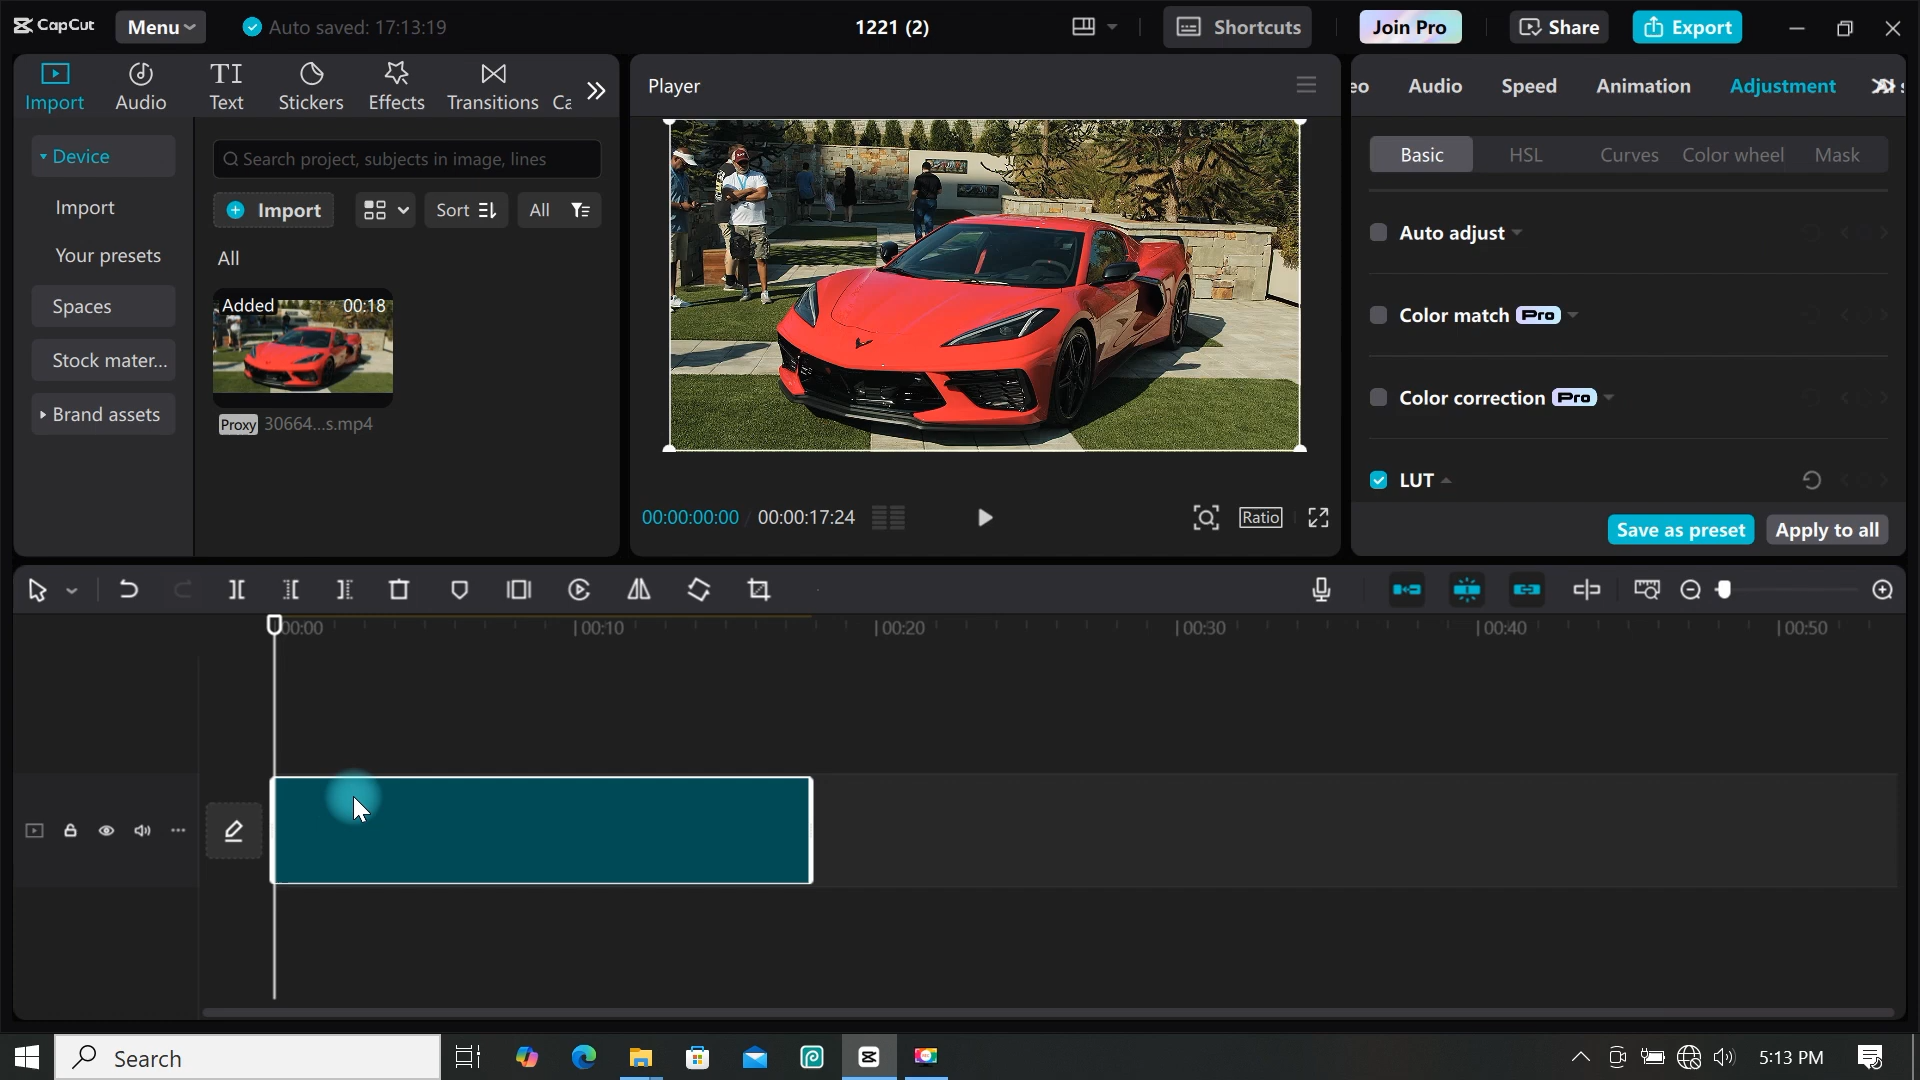 CapCut
Menu
Auto saved: 17:13:19
1221 (2)
Shortcuts
Join Pro
Share
Export
Import
Audio
Text
Stickers
Effects
Transitions
Ca
Device
Import
Your presets
Spaces
Stock mater...
Brand assets
Search project, subjects in image, lines
Import
Sort
All
All
Added
00:18
Proxy
30664...s.mp4
Player
00:00:00:00 / 00:00:17:24
Ratio
eo
Audio
Speed
Animation
Adjustment
Basic
HSL
Curves
Color wheel
Mask
Auto adjust
Color match Pro
Color correction Pro
LUT
Save as preset
Apply to all
00:00
00:10
00:20
00:30
00:40
00:50
Search
5:13 PM